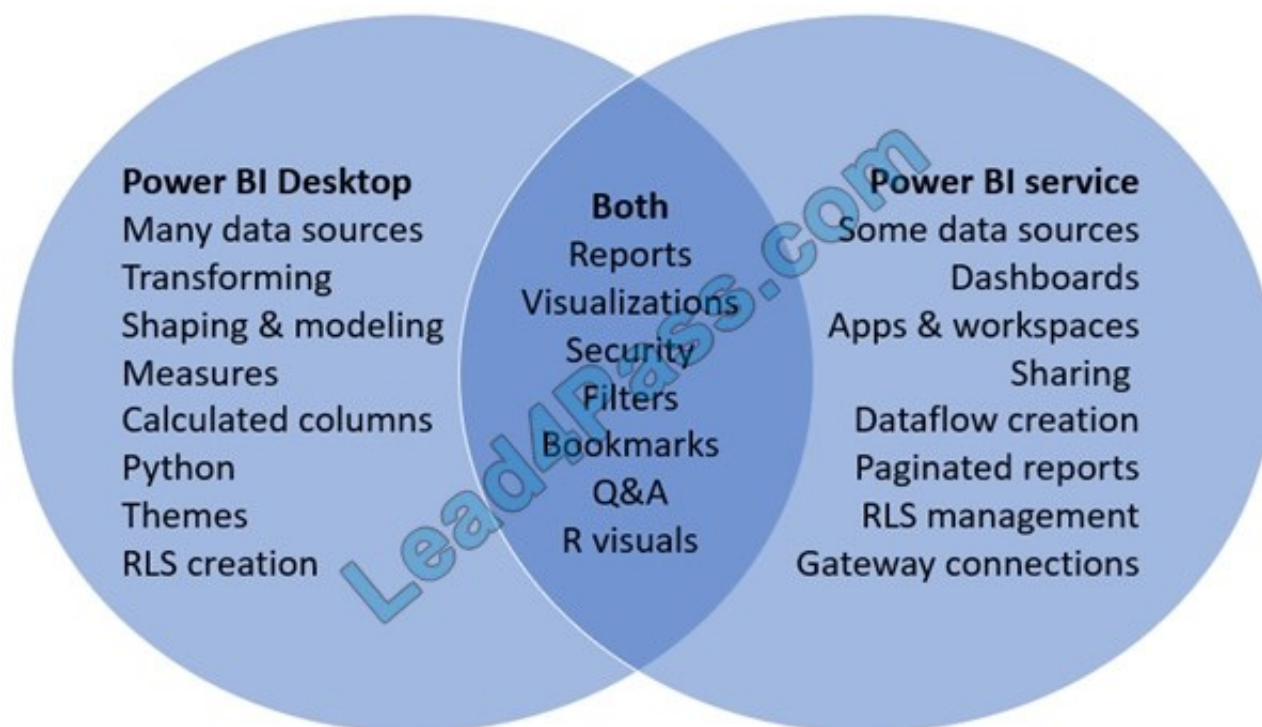 Power BI Desktop
Many data sources
Transforming
Shaping & modeling
Measures
Calculated columns
Python
Themes
RLS creation
Both
Reports
Visualizations
Security
Filters
Bookmarks
Q&A
R visuals
Power BI service
Some data sources
Dashboards
Apps & workspaces
Sharing
Dataflow creation
Paginated reports
RLS management
Gateway connections
Lead4Pass.com